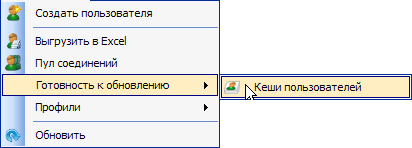 Создать пользователя
Выгрузить в Excel
Пул соединений
Готовность к обновлению
Кеши пользователей
Профили
Обновить